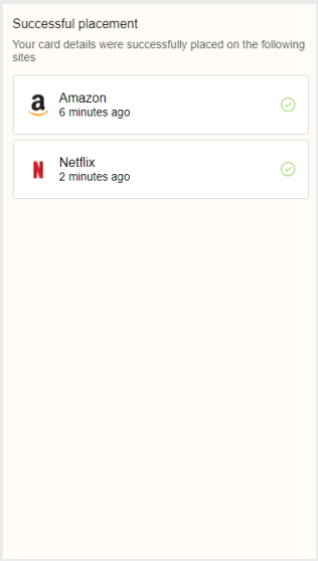 Successful placement
Your card details were successfully placed on the following
sites
a
Amazon
6 minutes ago
N
Netflix
2 minutes ago